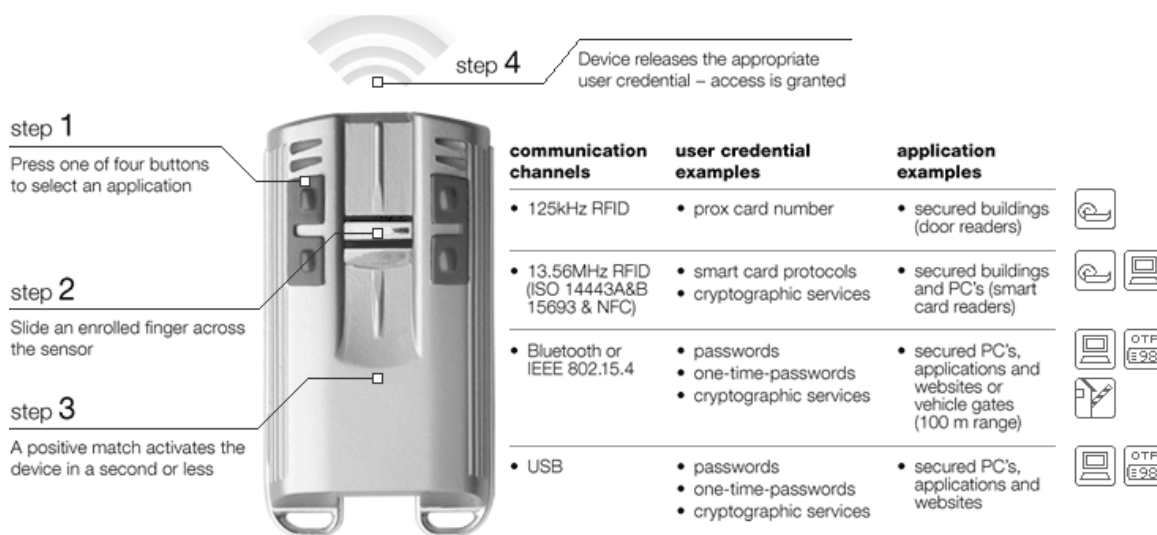 step 4
Device releases the appropriate
user credential – access is granted
step 1
Press one of four buttons
to select an application
step 2
Slide an enrolled finger across
the sensor
step 3
A positive match activates the
device in a second or less
communication channels
user credential examples
application examples
• 125kHz RFID
• prox card number
• secured buildings
(door readers)
• 13.56MHz RFID
(ISO 14443A&B
15693 & NFC)
• smart card protocols
• cryptographic services
• secured buildings
and PC's (smart
card readers)
• Bluetooth or
IEEE 802.15.4
• passwords
• one-time-passwords
• cryptographic services
• secured PC's,
applications and
websites or
vehicle gates
(100 m range)
OTP
• USB
• passwords
• one-time-passwords
• cryptographic services
• secured PC's,
applications and
websites
OTP